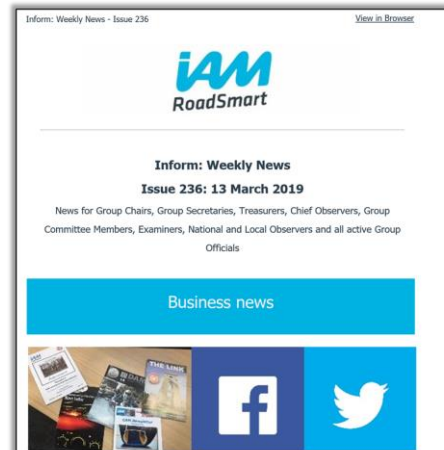 Inform: Weekly News - Issue 236
View in Browser
iAM
RoadSmart
Inform: Weekly News
Issue 236: 13 March 2019
News for Group Chairs, Group Secretaries, Treasurers, Chief Observers, Group
Committee Members, Examiners, National and Local Observers and all active Group
Officials
Business news
THE LINK